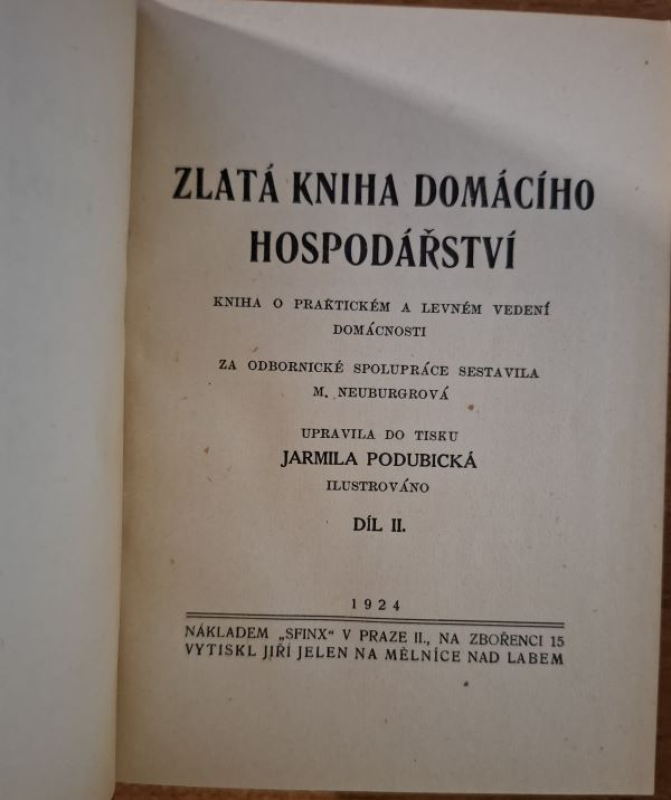 ZLATÁ KNIHA DOMÁCÍHO
HOSPODÁŘSTVÍ
KNIHA O PRAKTICKÉM A LEVNÉM VEDENÍ
DOMÁCNOSTI
ZA ODBORNICKÉ SPOLUPRÁCE SESTAVILA
M. NEUBURGROVÁ
UPRAVILA DO TISKU
JARMILA PODUBICKÁ
ILUSTROVÁNO
DÍL II.
1924
NÁKLADEM „SFINX“ V PRAZE II., NA ZBOŘENCI 15
VYTISKL JIŘÍ JELEN NA MĚLNÍCE NAD LABEM